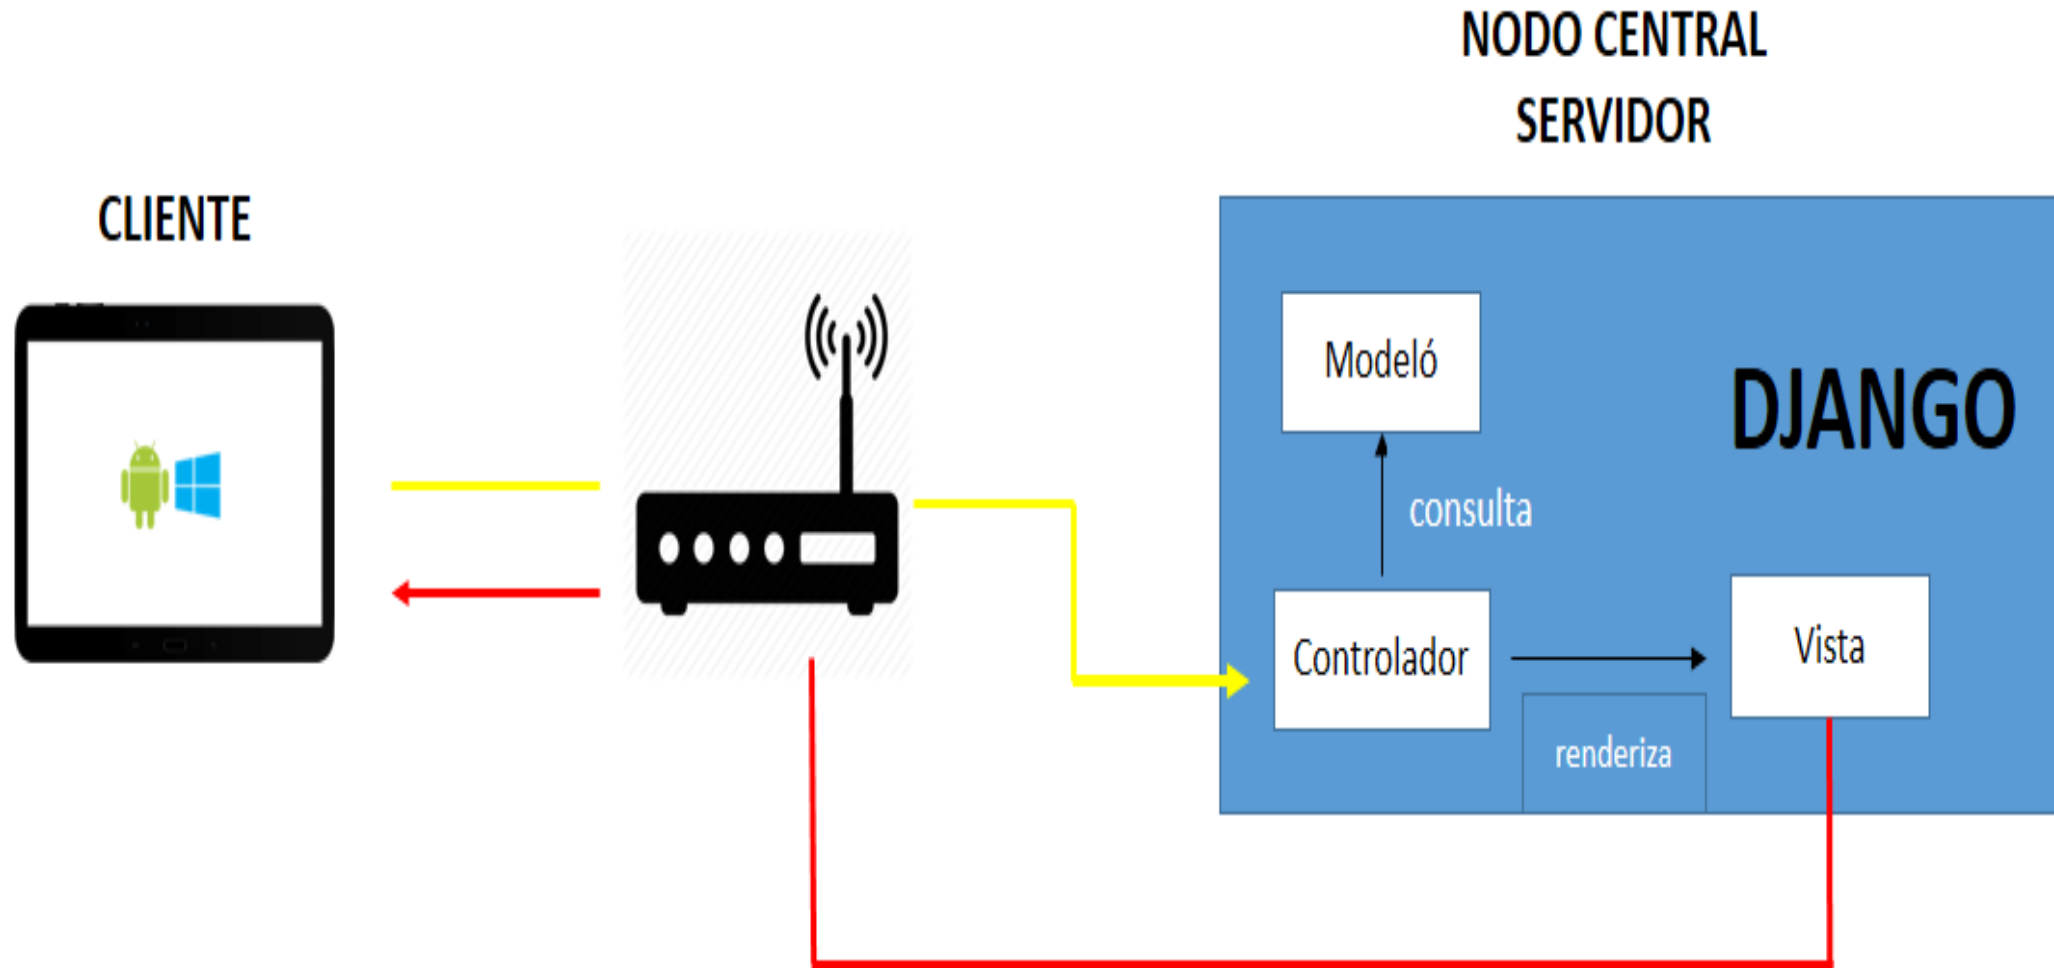 NODO CENTRAL
SERVIDOR
CLIENTE
Modeló
DJANGO
consulta
Controlador
Vista
renderiza